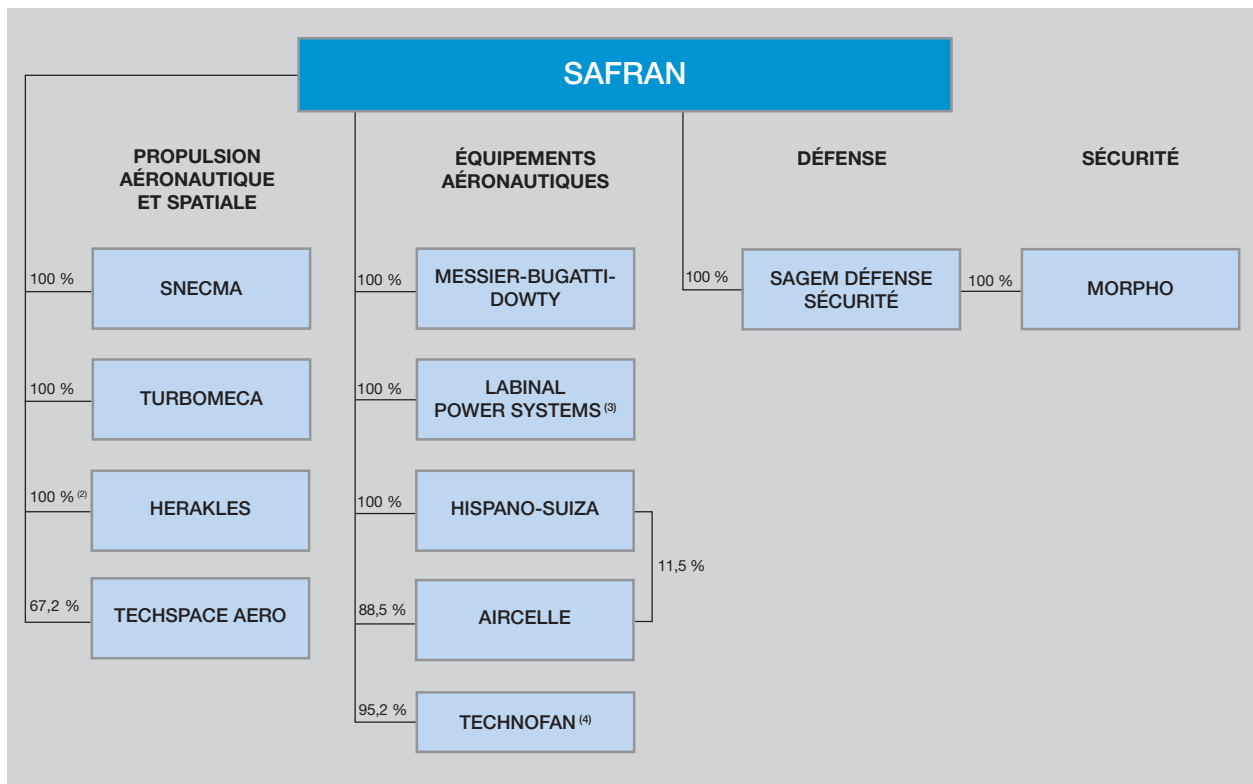 SAFRAN
PROPULSION
AÉRONAUTIQUE
ET SPATIALE
100 %
SNECMA
100 %
TURBOMECA
100 % (2)
HERAKLES
67,2 %
TECHSPACE AERO
ÉQUIPEMENTS
AÉRONAUTIQUES
100 %
MESSIER-BUGATTI-
DOWTY
100 %
LABINAL
POWER SYSTEMS (3)
100 %
HISPANO-SUIZA
11,5 %
88,5 %
AIRCELLE
95,2 %
TECHNOFAN (4)
DÉFENSE
100 %
SAGEM DÉFENSE
SÉCURITÉ
SÉCURITÉ
100 %
MORPHO